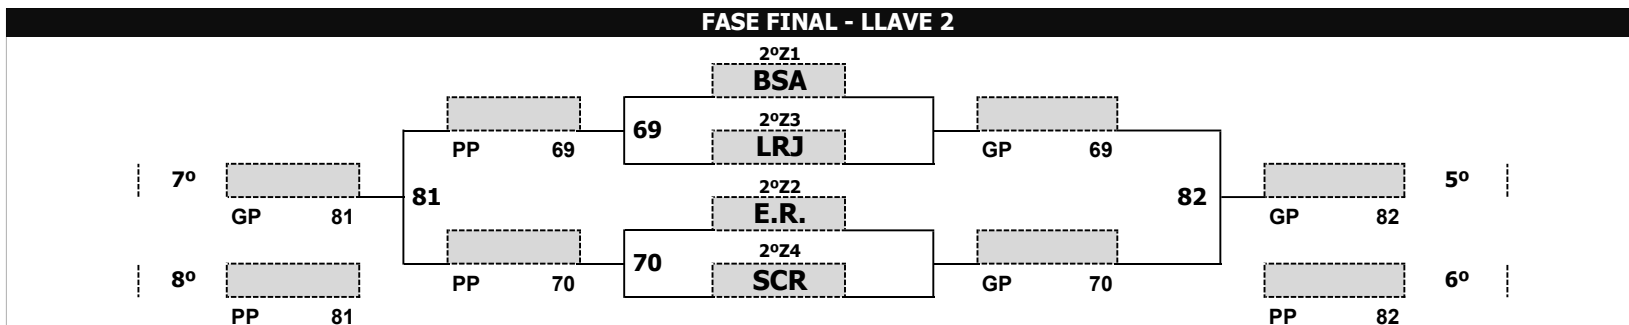 FASE FINAL - LLAVE 2
2ºZ1
BSA
69
2ºZ3
LRJ
PP 69
GP 69
7º
5º
81
2ºZ2
82
E.R.
GP 81
GP 82
2ºZ4
70
8º
PP 70
SCR
GP 70
6º
PP 81
PP 82